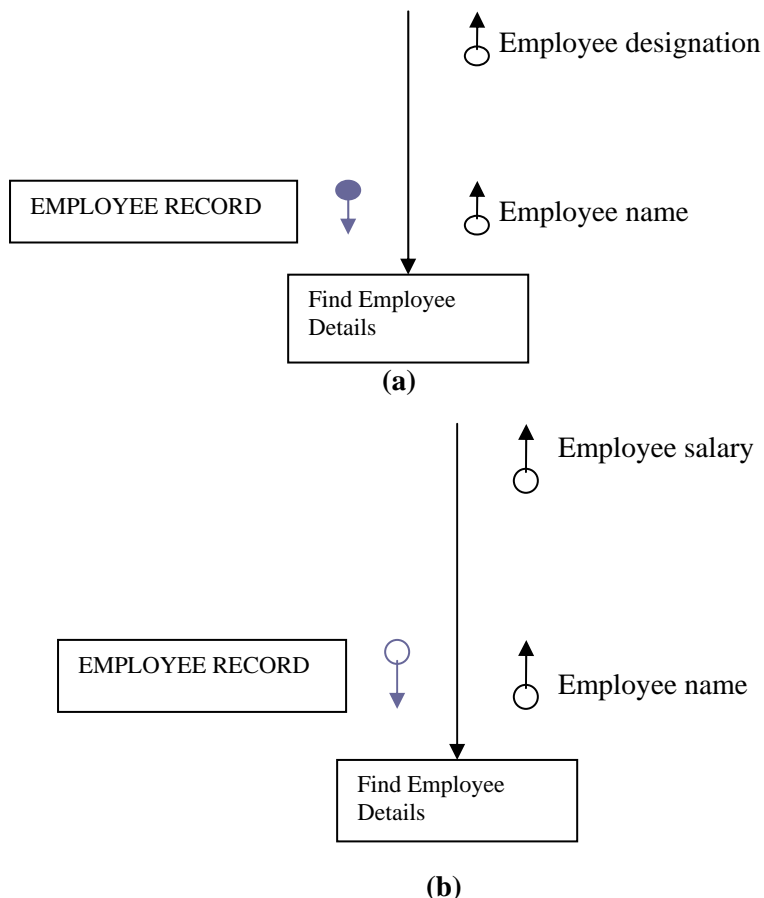 Employee designation
EMPLOYEE RECORD
Employee name
Find Employee
Details
(a)
Employee salary
EMPLOYEE RECORD
Employee name
Find Employee
Details
(b)